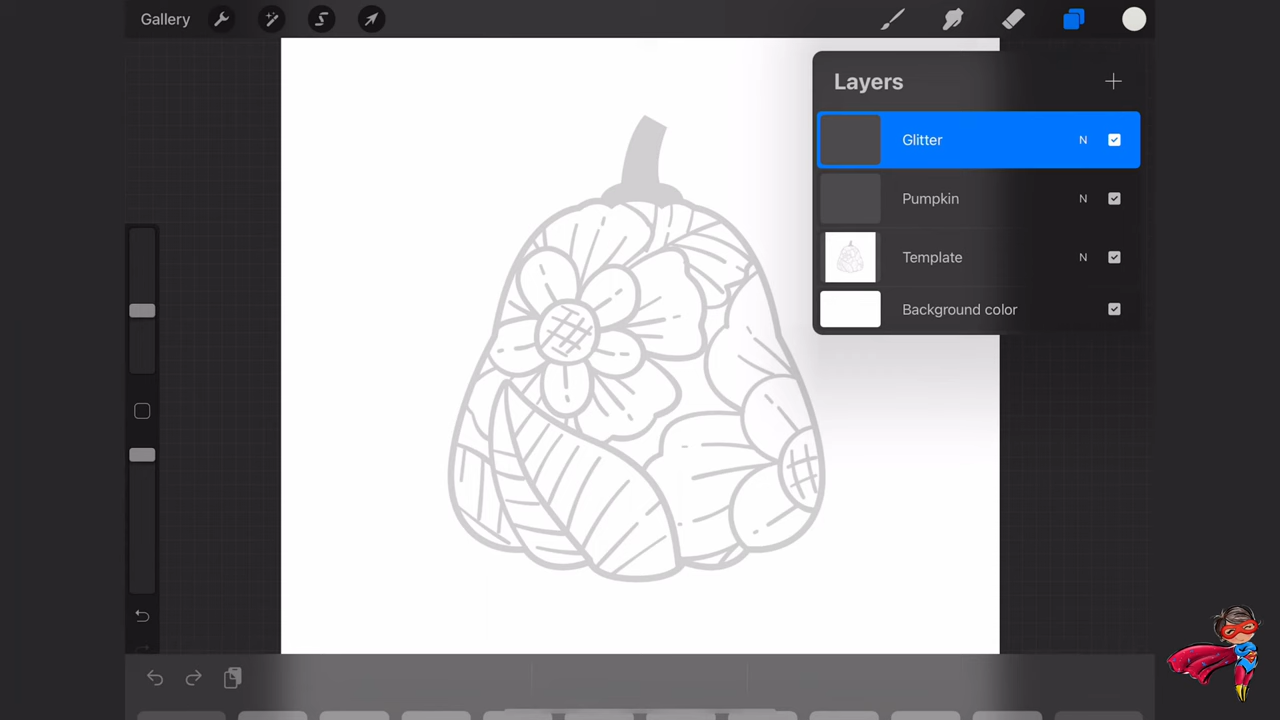 Gallery
Layers
Glitter N
Pumpkin N
Template N
Background color